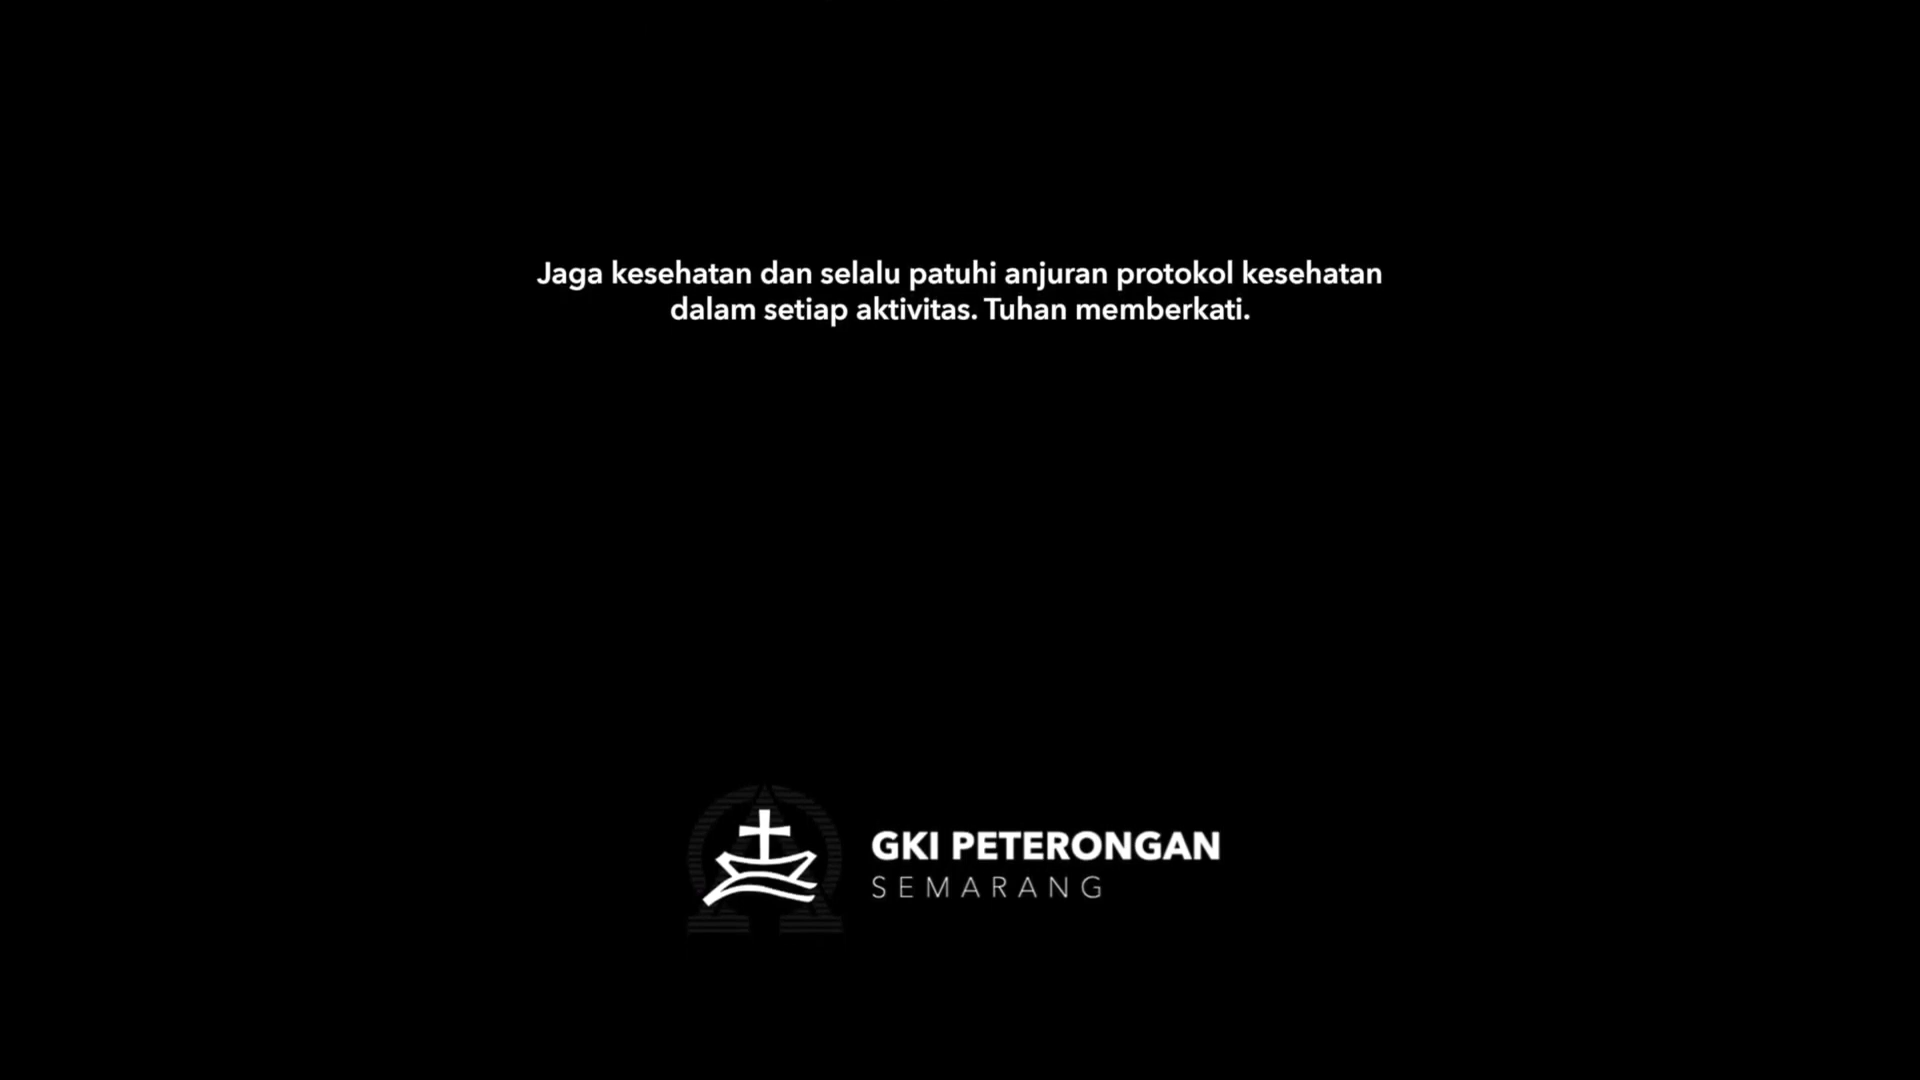 Jaga kesehatan dan selalu patuhi anjuran protokol kesehatan
dalam setiap aktivitas. Tuhan memberkati.
GKI PETERONGAN
SEMARANG